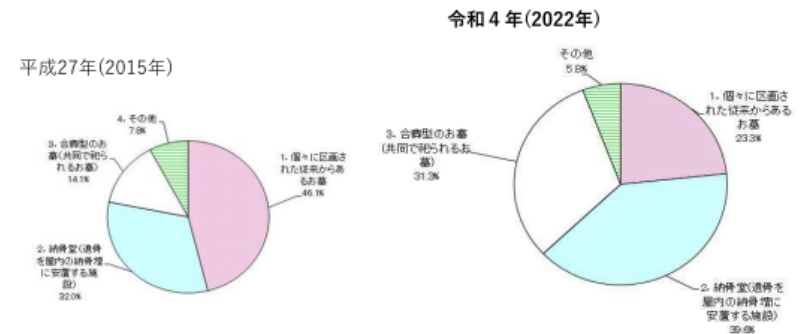 令和４年(2022年)
平成27年(2015年)
4. その他
7.8%
3. 合葬型のお
墓(共同で祀ら
れるお墓)
14.1%
1. 個々に区画さ
れた従来からあ
るお墓
46.1%
2. 納骨堂(遺骨
を屋内の納骨壇
に安置する施
設)
32.0%
その他
5.8%
1. 個々に区画さ
れた従来からある
お墓
23.3%
3. 合葬型のお墓
(共同で祀られるお
墓)
31.3%
2. 納骨堂(遺骨を
屋内の納骨壇に
安置する施設)
39.6%